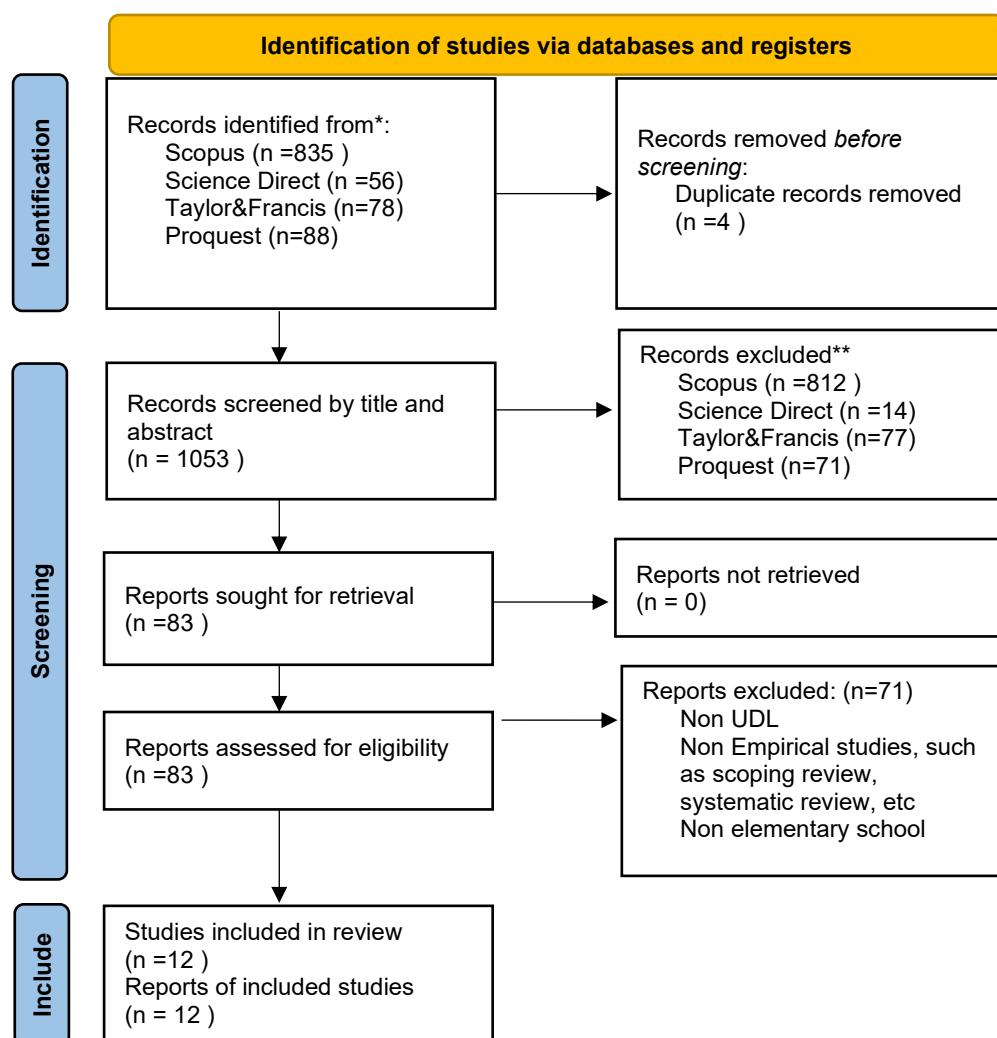 Identification of studies via databases and registers
Identification
Records identified from*:
Scopus (n =835 )
Science Direct (n =56)
Taylor&Francis (n=78)
Proquest (n=88)
Records removed before
screening:
Duplicate records removed
(n =4 )
Screening
Records screened by title and
abstract
(n = 1053 )
Records excluded**
Scopus (n =812 )
Science Direct (n =14)
Taylor&Francis (n=77)
Proquest (n=71)
Reports sought for retrieval
(n =83 )
Reports not retrieved
(n = 0)
Reports assessed for eligibility
(n =83 )
Reports excluded: (n=71)
Non UDL
Non Empirical studies, such
as scoping review,
systematic review, etc
Non elementary school
Include
Studies included in review
(n =12 )
Reports of included studies
(n = 12 )